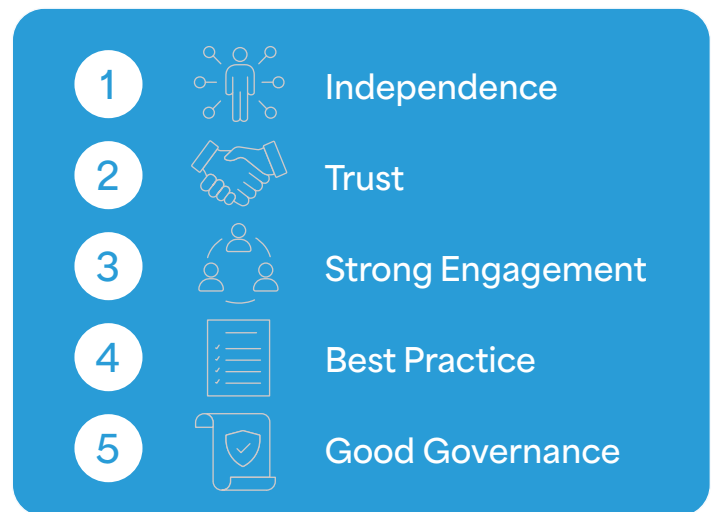 1 Independence
2 Trust
3 Strong Engagement
4 Best Practice
5 Good Governance